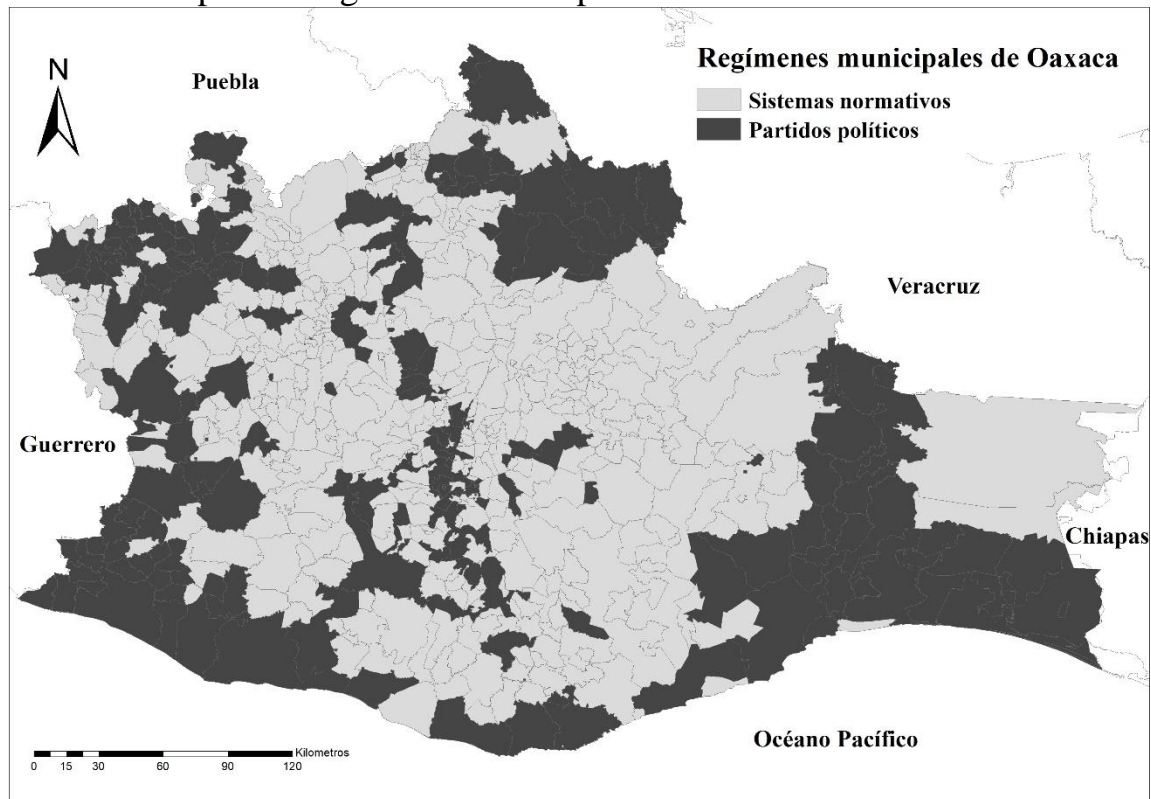 N
Puebla
Regímenes municipales de Oaxaca
Sistemas normativos
Partidos políticos
Veracruz
Guerrero
Chiapas
Océano Pacífico
Kilometros
0 15 30 60 90 120